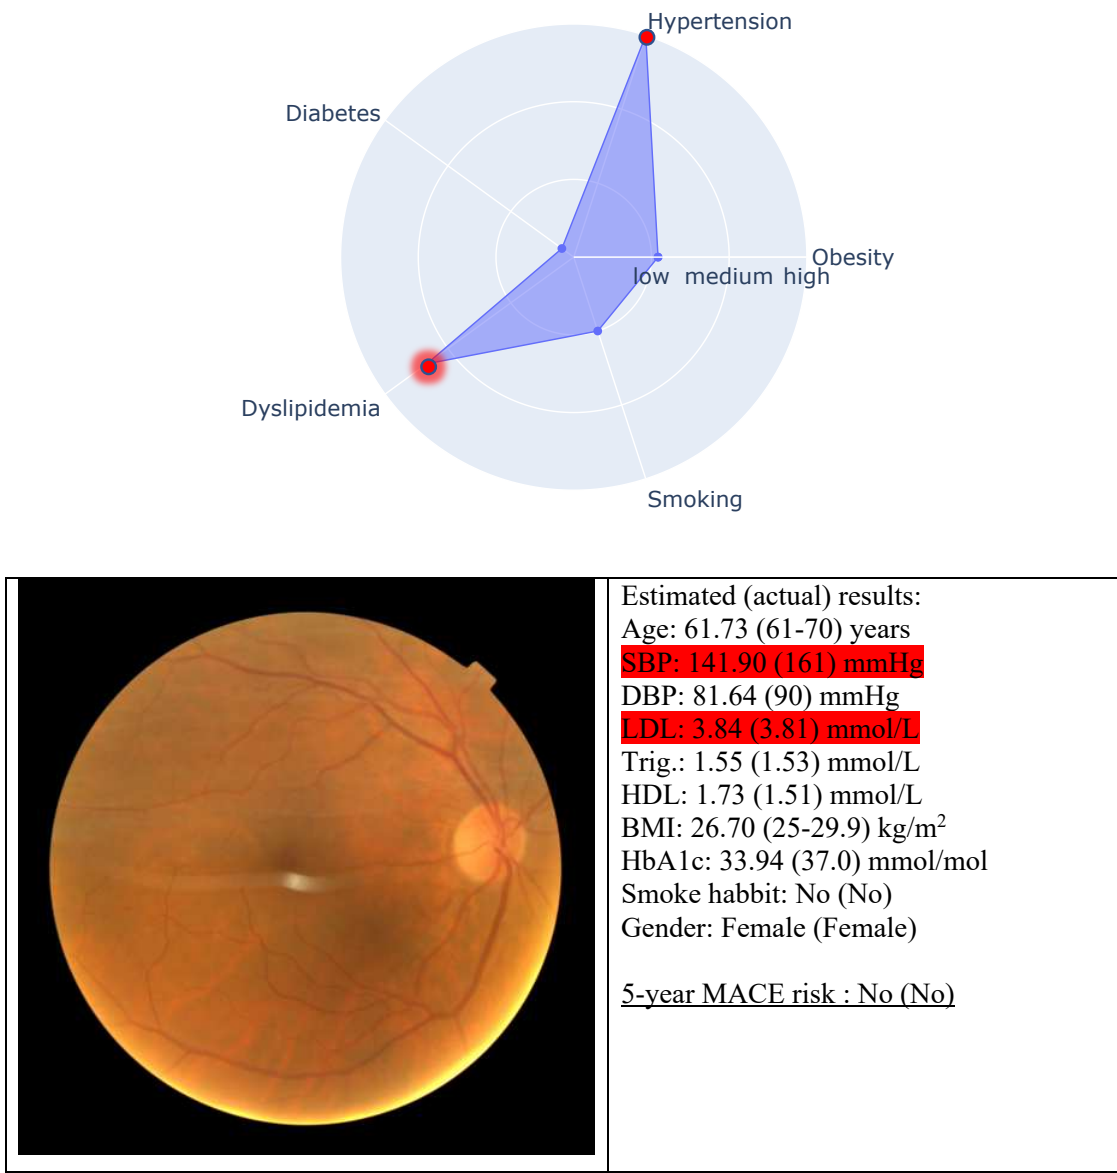 Hypertension
Diabetes
Obesity
low medium high
Dyslipidemia
Smoking
Estimated (actual) results:
Age: 61.73 (61-70) years
SBP: 141.90 (161) mmHg
DBP: 81.64 (90) mmHg
LDL: 3.84 (3.81) mmol/L
Trig.: 1.55 (1.53) mmol/L
HDL: 1.73 (1.51) mmol/L
BMI: 26.70 (25-29.9) kg/m²
HbA1c: 33.94 (37.0) mmol/mol
Smoke habbit: No (No)
Gender: Female (Female)
5-year MACE risk : No (No)